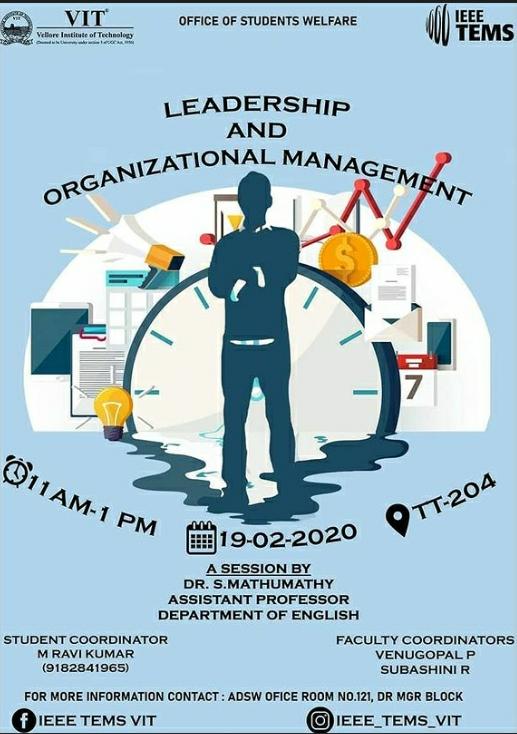 VIT
Vellore Institute of Technology
(Deemed to be University under section 3 of UGC Act, 1956)
OFFICE OF STUDENTS WELFARE
IEEE
TEMS
LEADERSHIP
AND
ORGANIZATIONAL MANAGEMENT
$
7
11 AM-1 PM
19-02-2020
TT-204
A SESSION BY
DR. S.MATHUMATHY
ASSISTANT PROFESSOR
DEPARTMENT OF ENGLISH
STUDENT COORDINATOR
M RAVI KUMAR
(9182841965)
FACULTY COORDINATORS
VENUGOPAL P
SUBASHINI R
FOR MORE INFORMATION CONTACT : ADSW OFICE ROOM NO.121, DR MGR BLOCK
IEEE TEMS VIT
IEEE_TEMS_VIT